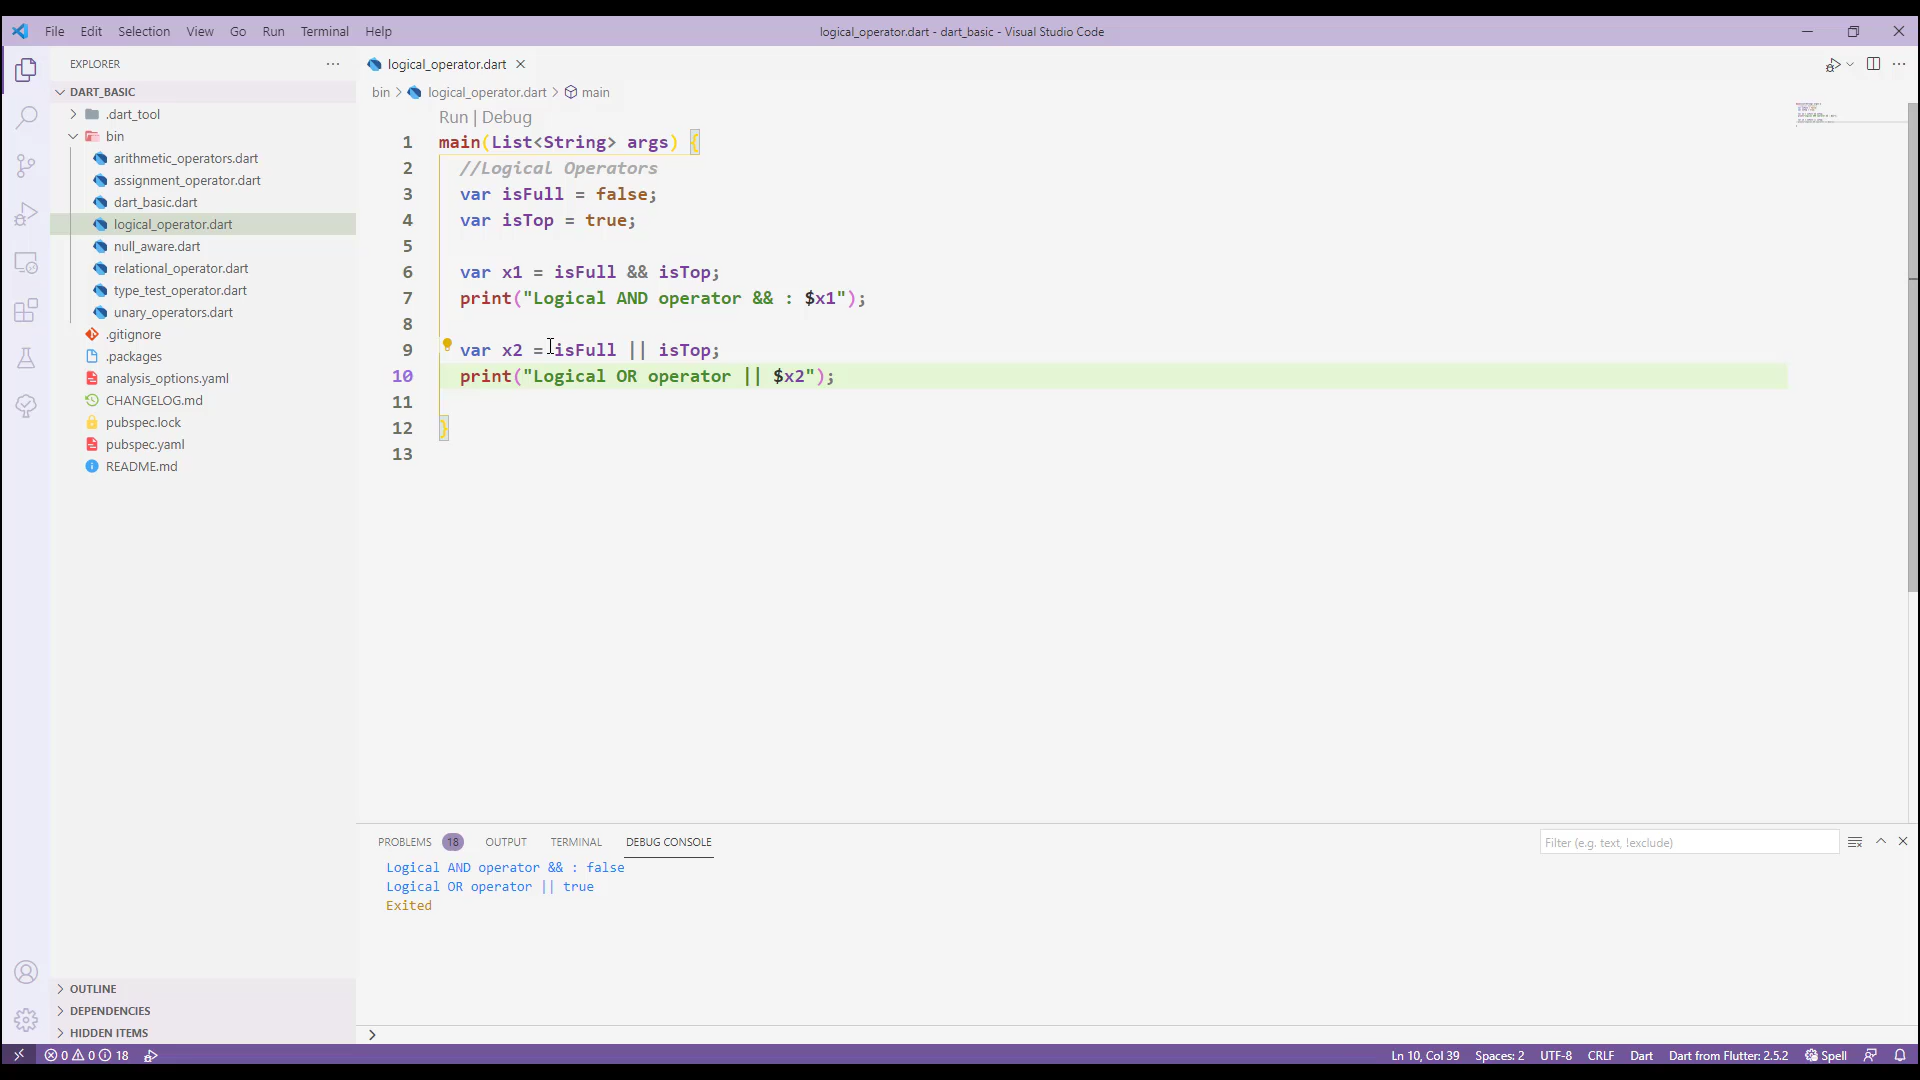 File Edit Selection View Go Run Terminal Help
logical_operator.dart - dart_basic - Visual Studio Code
EXPLORER
DART_BASIC
.dart_tool
bin
arithmetic_operators.dart
assignment_operator.dart
dart_basic.dart
logical_operator.dart
null_aware.dart
relational_operator.dart
type_test_operator.dart
unary_operators.dart
.gitignore
.packages
analysis_options.yaml
CHANGELOG.md
pubspec.lock
pubspec.yaml
README.md
OUTLINE
DEPENDENCIES
HIDDEN ITEMS
logical_operator.dart
bin > logical_operator.dart > main
Run | Debug
1 main(List<String> args) {
2 //Logical Operators
3 var isFull = false;
4 var isTop = true;
5
6 var x1 = isFull && isTop;
7 print("Logical AND operator && : $x1");
8
9 var x2 = isFull || isTop;
10 print("Logical OR operator || $x2");
11
12 }
13
PROBLEMS 18 OUTPUT TERMINAL DEBUG CONSOLE
Filter (e.g. text, !exclude)
Logical AND operator && : false
Logical OR operator || true
Exited
>
0 0 18
Ln 10, Col 39 Spaces: 2 UTF-8 CRLF Dart Dart from Flutter: 2.5.2 Spell